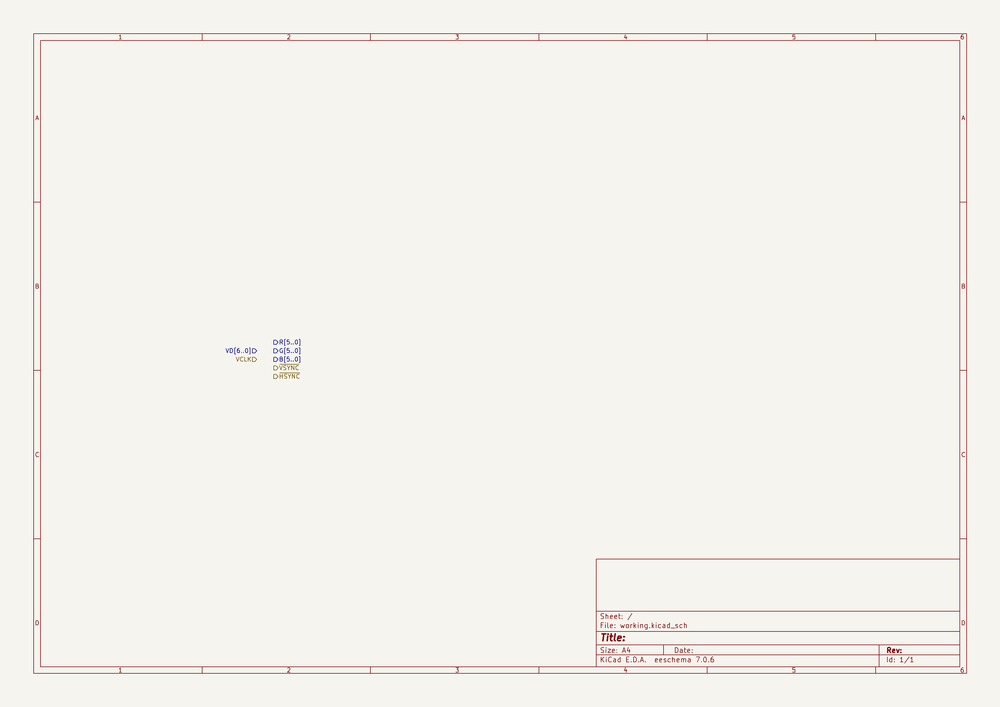 1 2 3 4 5 6
A A
B B
R[5..0]
VD[6..0] G[5..0]
VCLK B[5..0]
VSYNC
HSYNC
C C
Sheet: /
File: working.kicad_sch
D D
Title:
Size: A4 Date: Rev:
KiCad E.D.A. eeschema 7.0.6 Id: 1/1
1 2 3 4 5 6